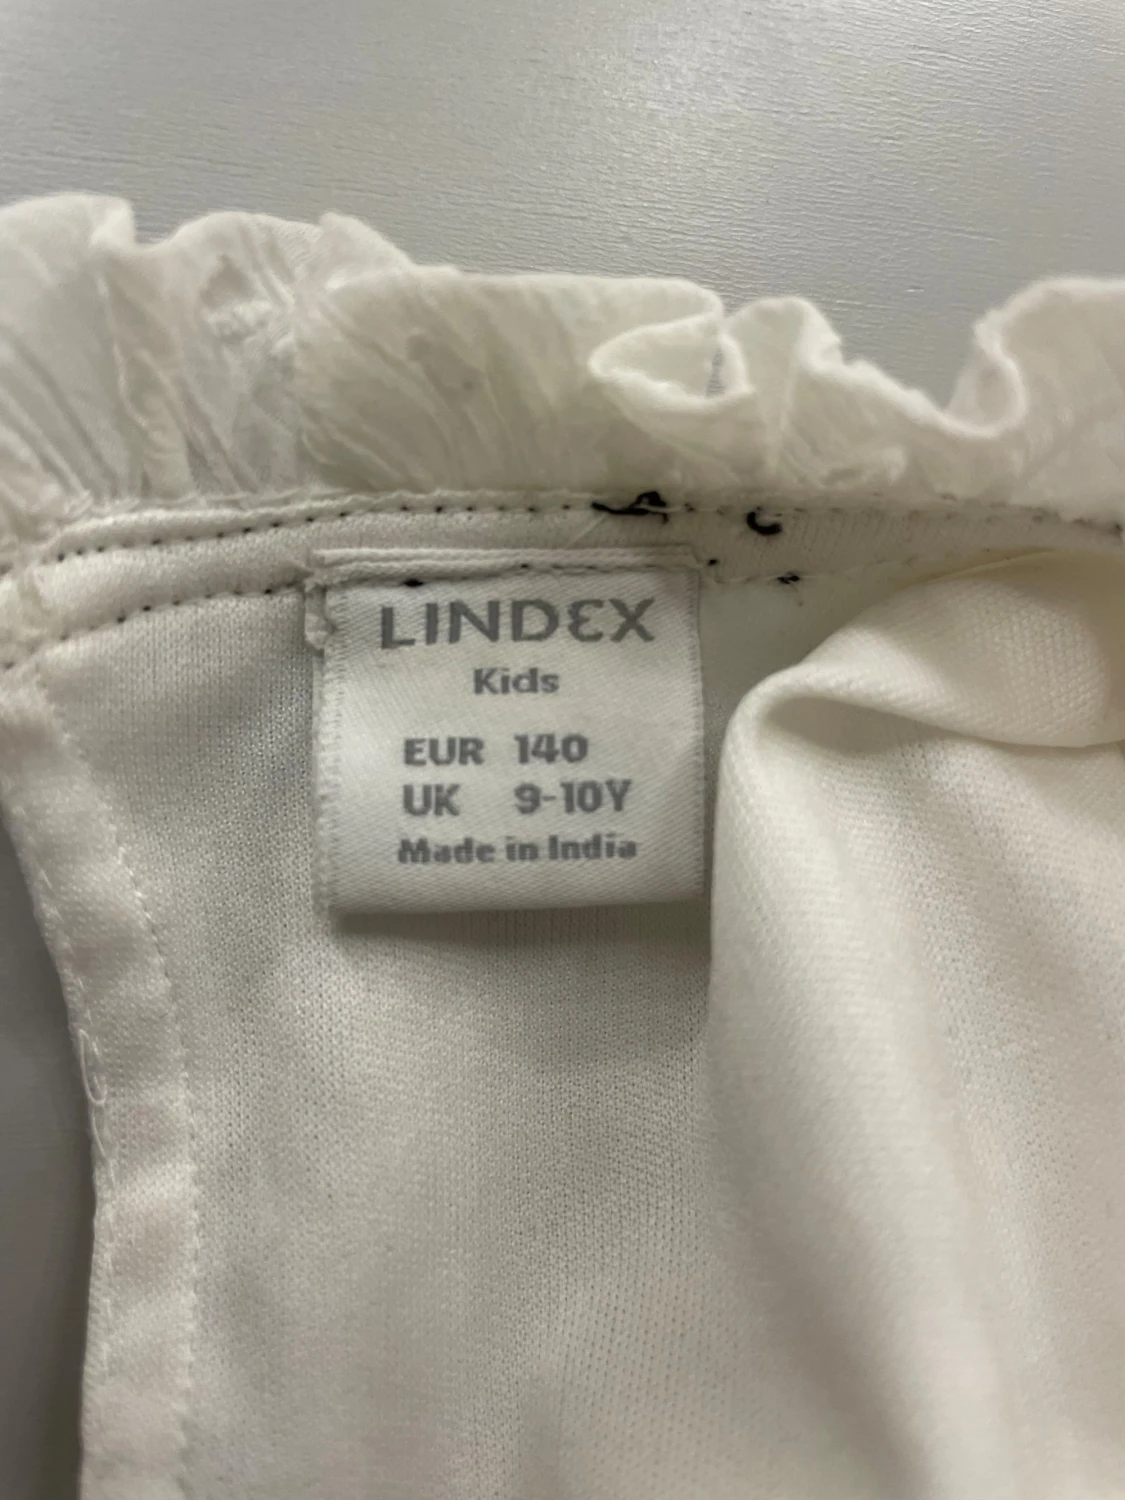 LINDEX
Kids
EUR 140
UK 9-10Y
Made in India